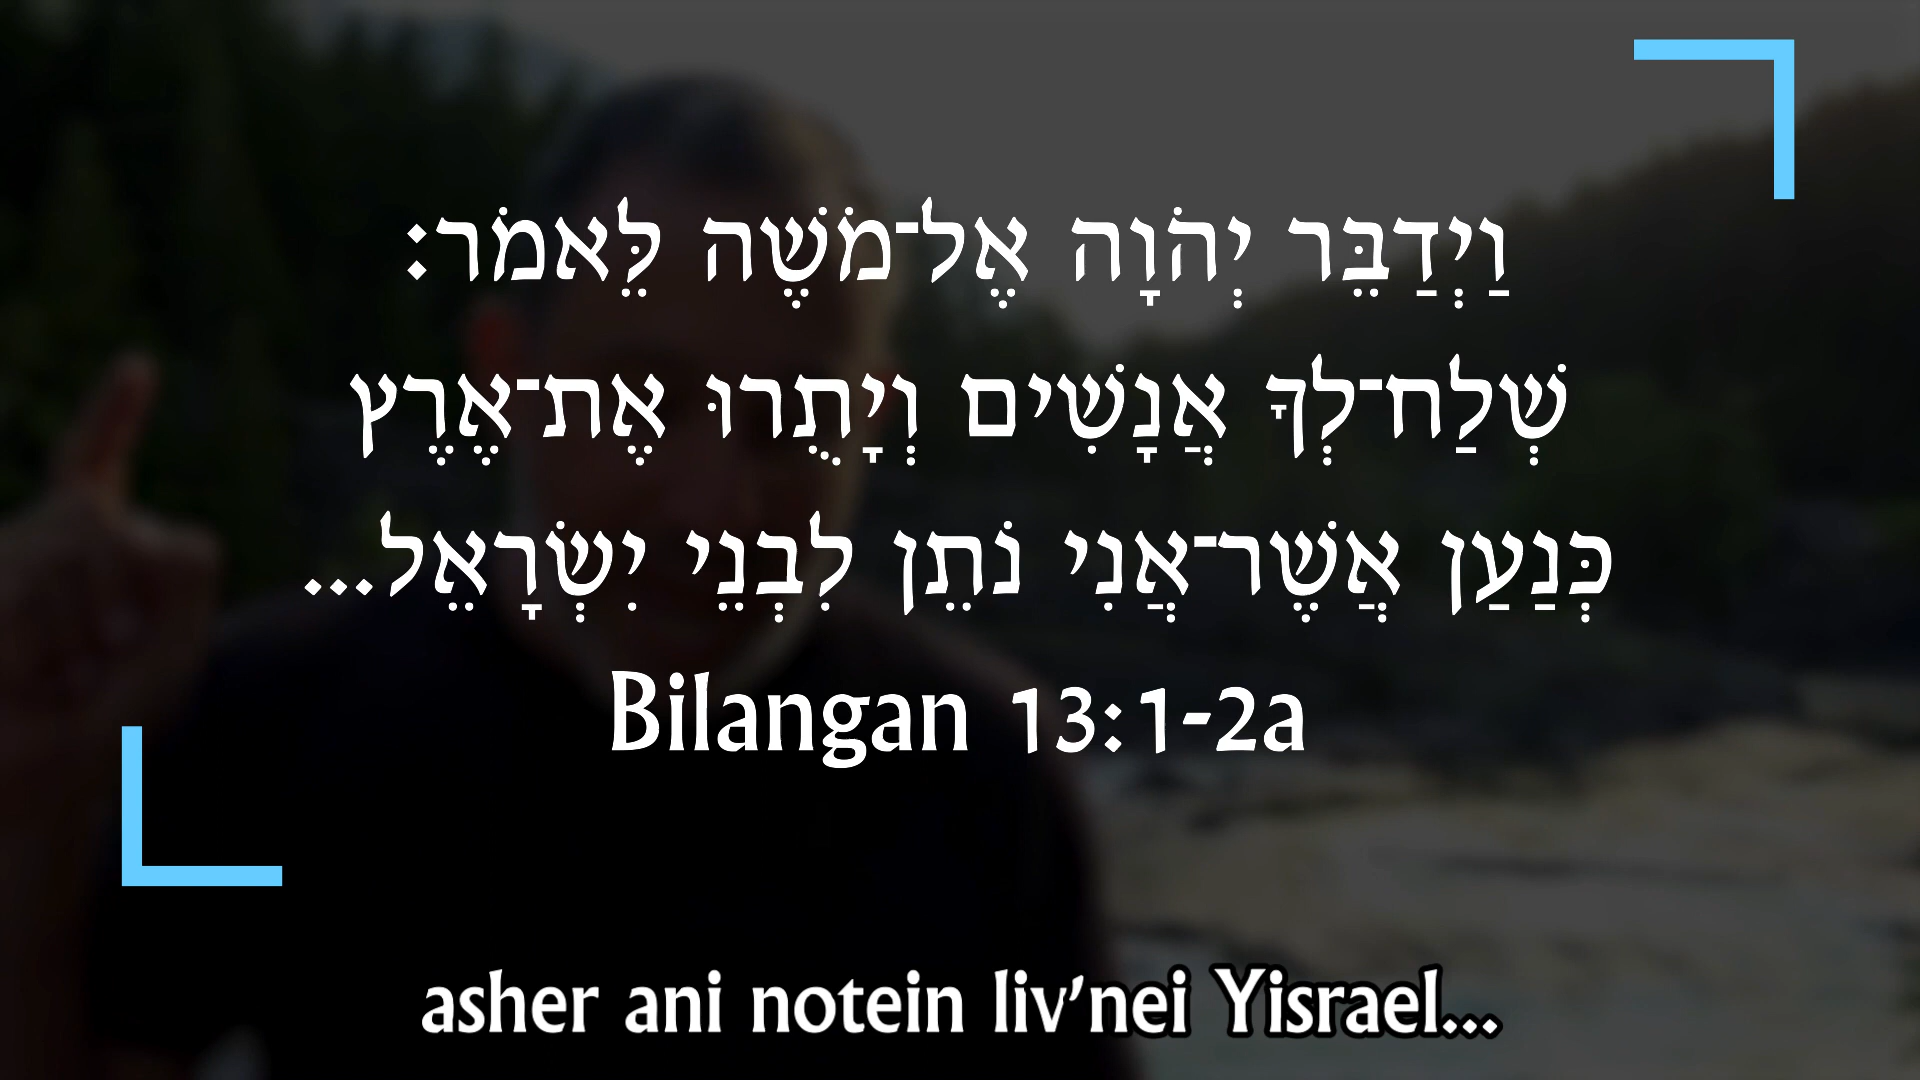 וַיְדַבֵּר יְהֹוָה אֶל־מֹשֶׁה לֵּאמֹר׃
שְׁלַח־לְךָ אֲנָשִׁים וְיָתֻרוּ אֶת־אֶרֶץ
כְּנַעַן אֲשֶׁר־אֲנִי נֹתֵן לִבְנֵי יִשְׂרָאֵל...
Bilangan 13:1-2a
asher ani notein liv’nei Yisrael...